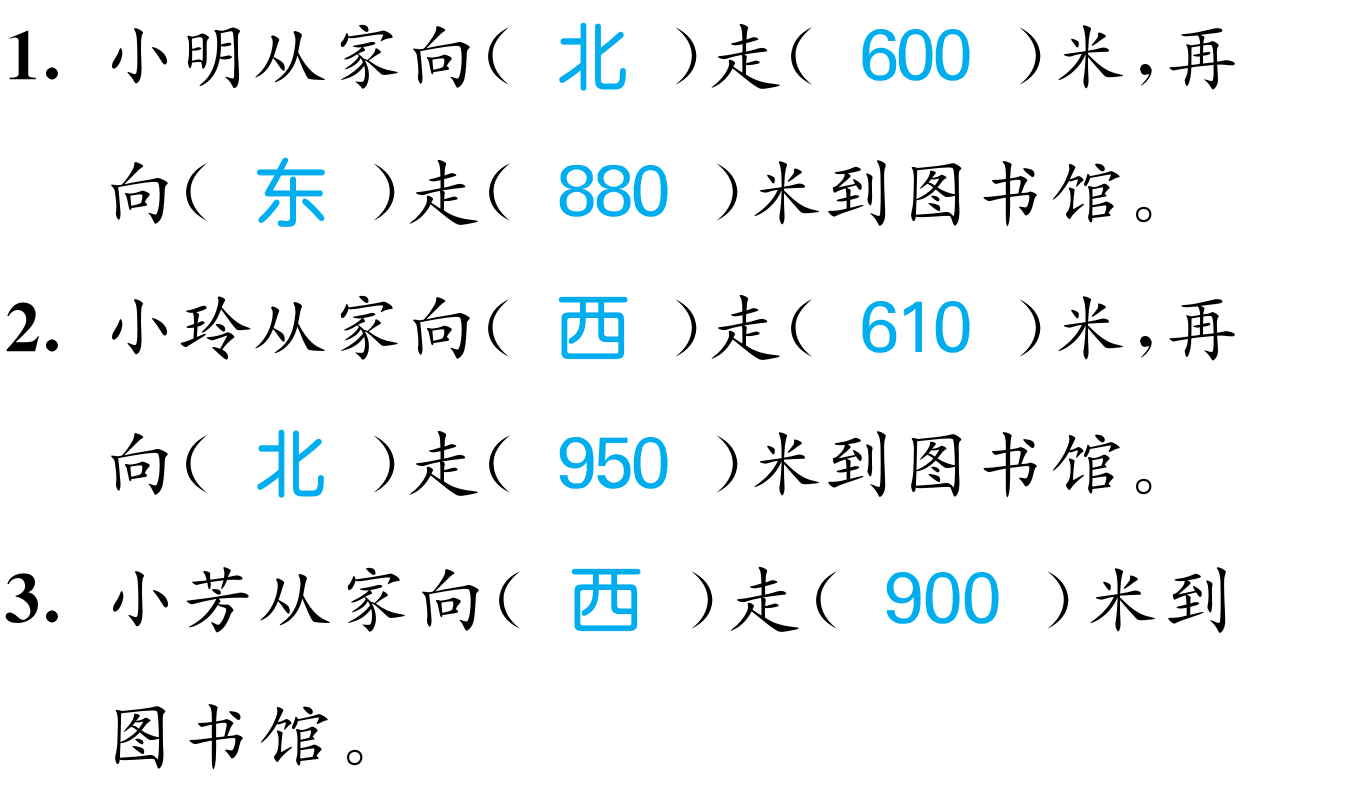 1. 小明从家向( 北 )走( 600 )米,再
向( 东 )走( 880 )米到图书馆。
2. 小玲从家向( 西 )走( 610 )米,再
向( 北 )走( 950 )米到图书馆。
3. 小芳从家向( 西 )走( 900 )米到
图书馆。